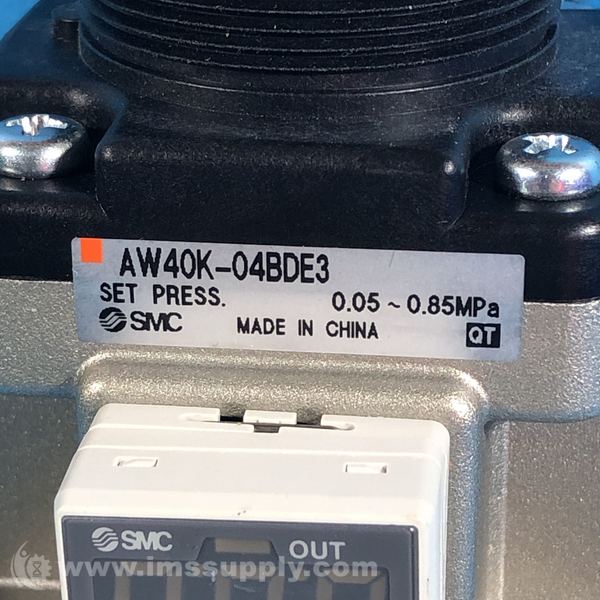 AW40K-04BDE3
SET PRESS. 0.05 ~ 0.85MPa
SMC MADE IN CHINA QT
SMC OUT
www.imssupply.com